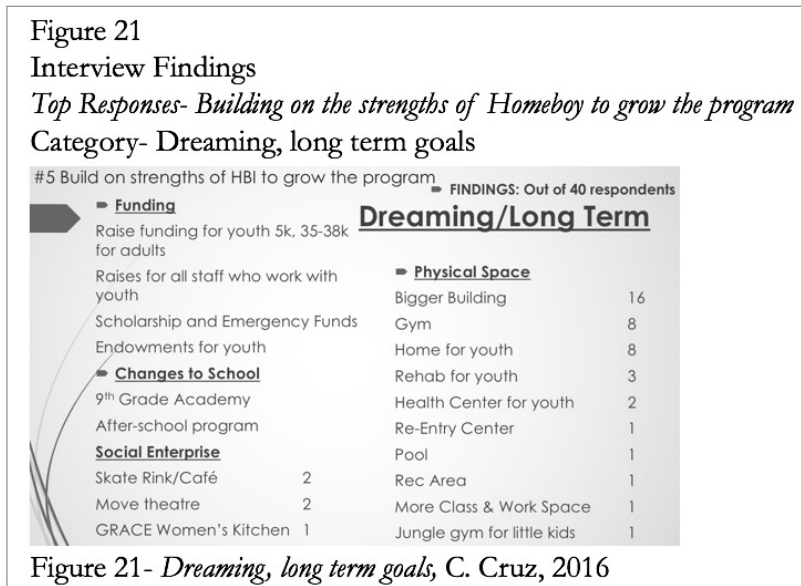 Figure 21
Interview Findings
Top Responses- Building on the strengths of Homeboy to grow the program
Category- Dreaming, long term goals
#5 Build on strengths of HBI to grow the program
FINDINGS: Out of 40 respondents
Dreaming/Long Term
Funding
Raise funding for youth 5k, 35-38k
for adults
Raises for all staff who work with
youth
Scholarship and Emergency Funds
Endowments for youth
Changes to School
9th Grade Academy
After-school program
Social Enterprise
Skate Rink/Café 2
Move theatre 2
GRACE Women's Kitchen 1
Physical Space
Bigger Building 16
Gym 8
Home for youth 8
Rehab for youth 3
Health Center for youth 2
Re-Entry Center 1
Pool 1
Rec Area 1
More Class & Work Space 1
Jungle gym for little kids 1
Figure 21- Dreaming, long term goals, C. Cruz, 2016